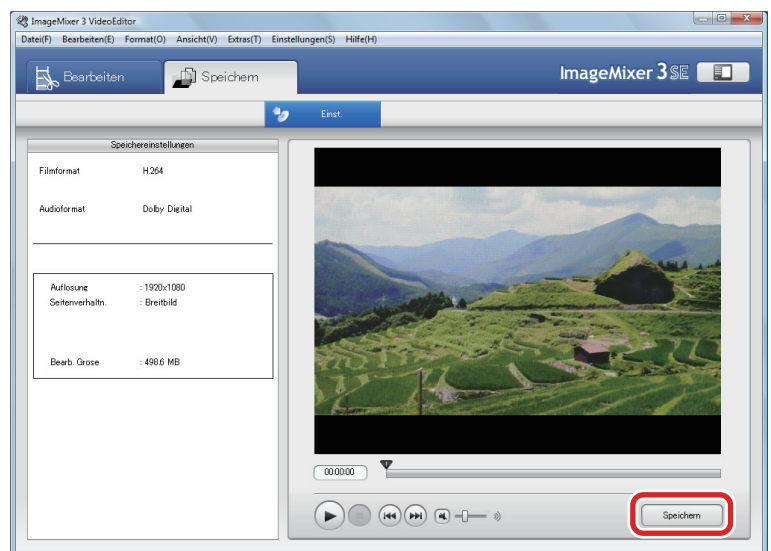 ImageMixer 3 VideoEditor
Datei(F) Bearbeiten(E) Format(O) Ansicht(V) Extras(T) Einstellungen(S) Hilfe(H)
Bearbeiten Speichern ImageMixer 3 SE
Einst.
Speichereinstellungen
Filmformat H.264
Audioformat Dolby Digital
Auflosung : 1920x1080
Seitenverhaltn. : Breitbild
Bearb. Grose : 498.6 MB
00:00:00
Speichern